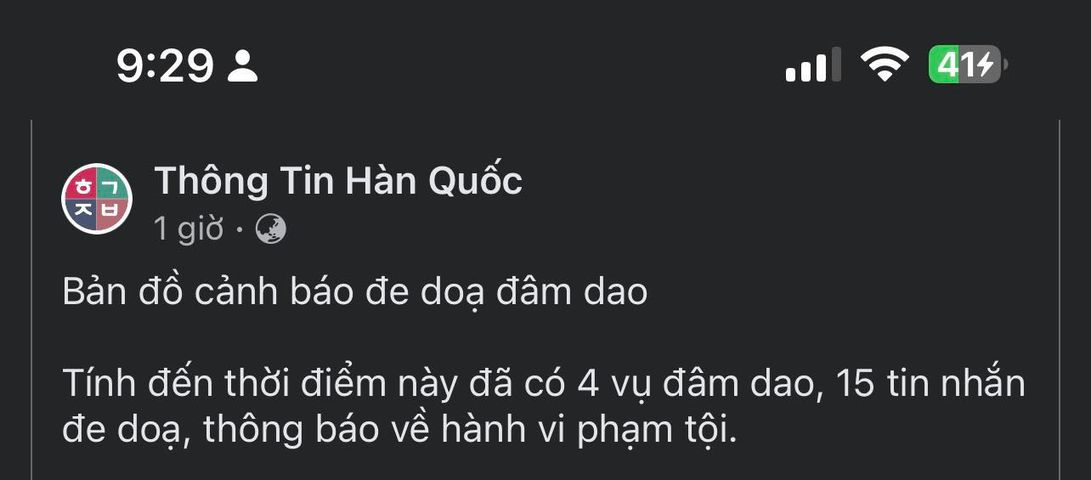 9:29
41
ㅎㄱ
ㅈㅂ
Thông Tin Hàn Quốc
1 giờ ·
Bản đồ cảnh báo đe doạ đâm dao
Tính đến thời điểm này đã có 4 vụ đâm dao, 15 tin nhắn
đe doạ, thông báo về hành vi phạm tội.